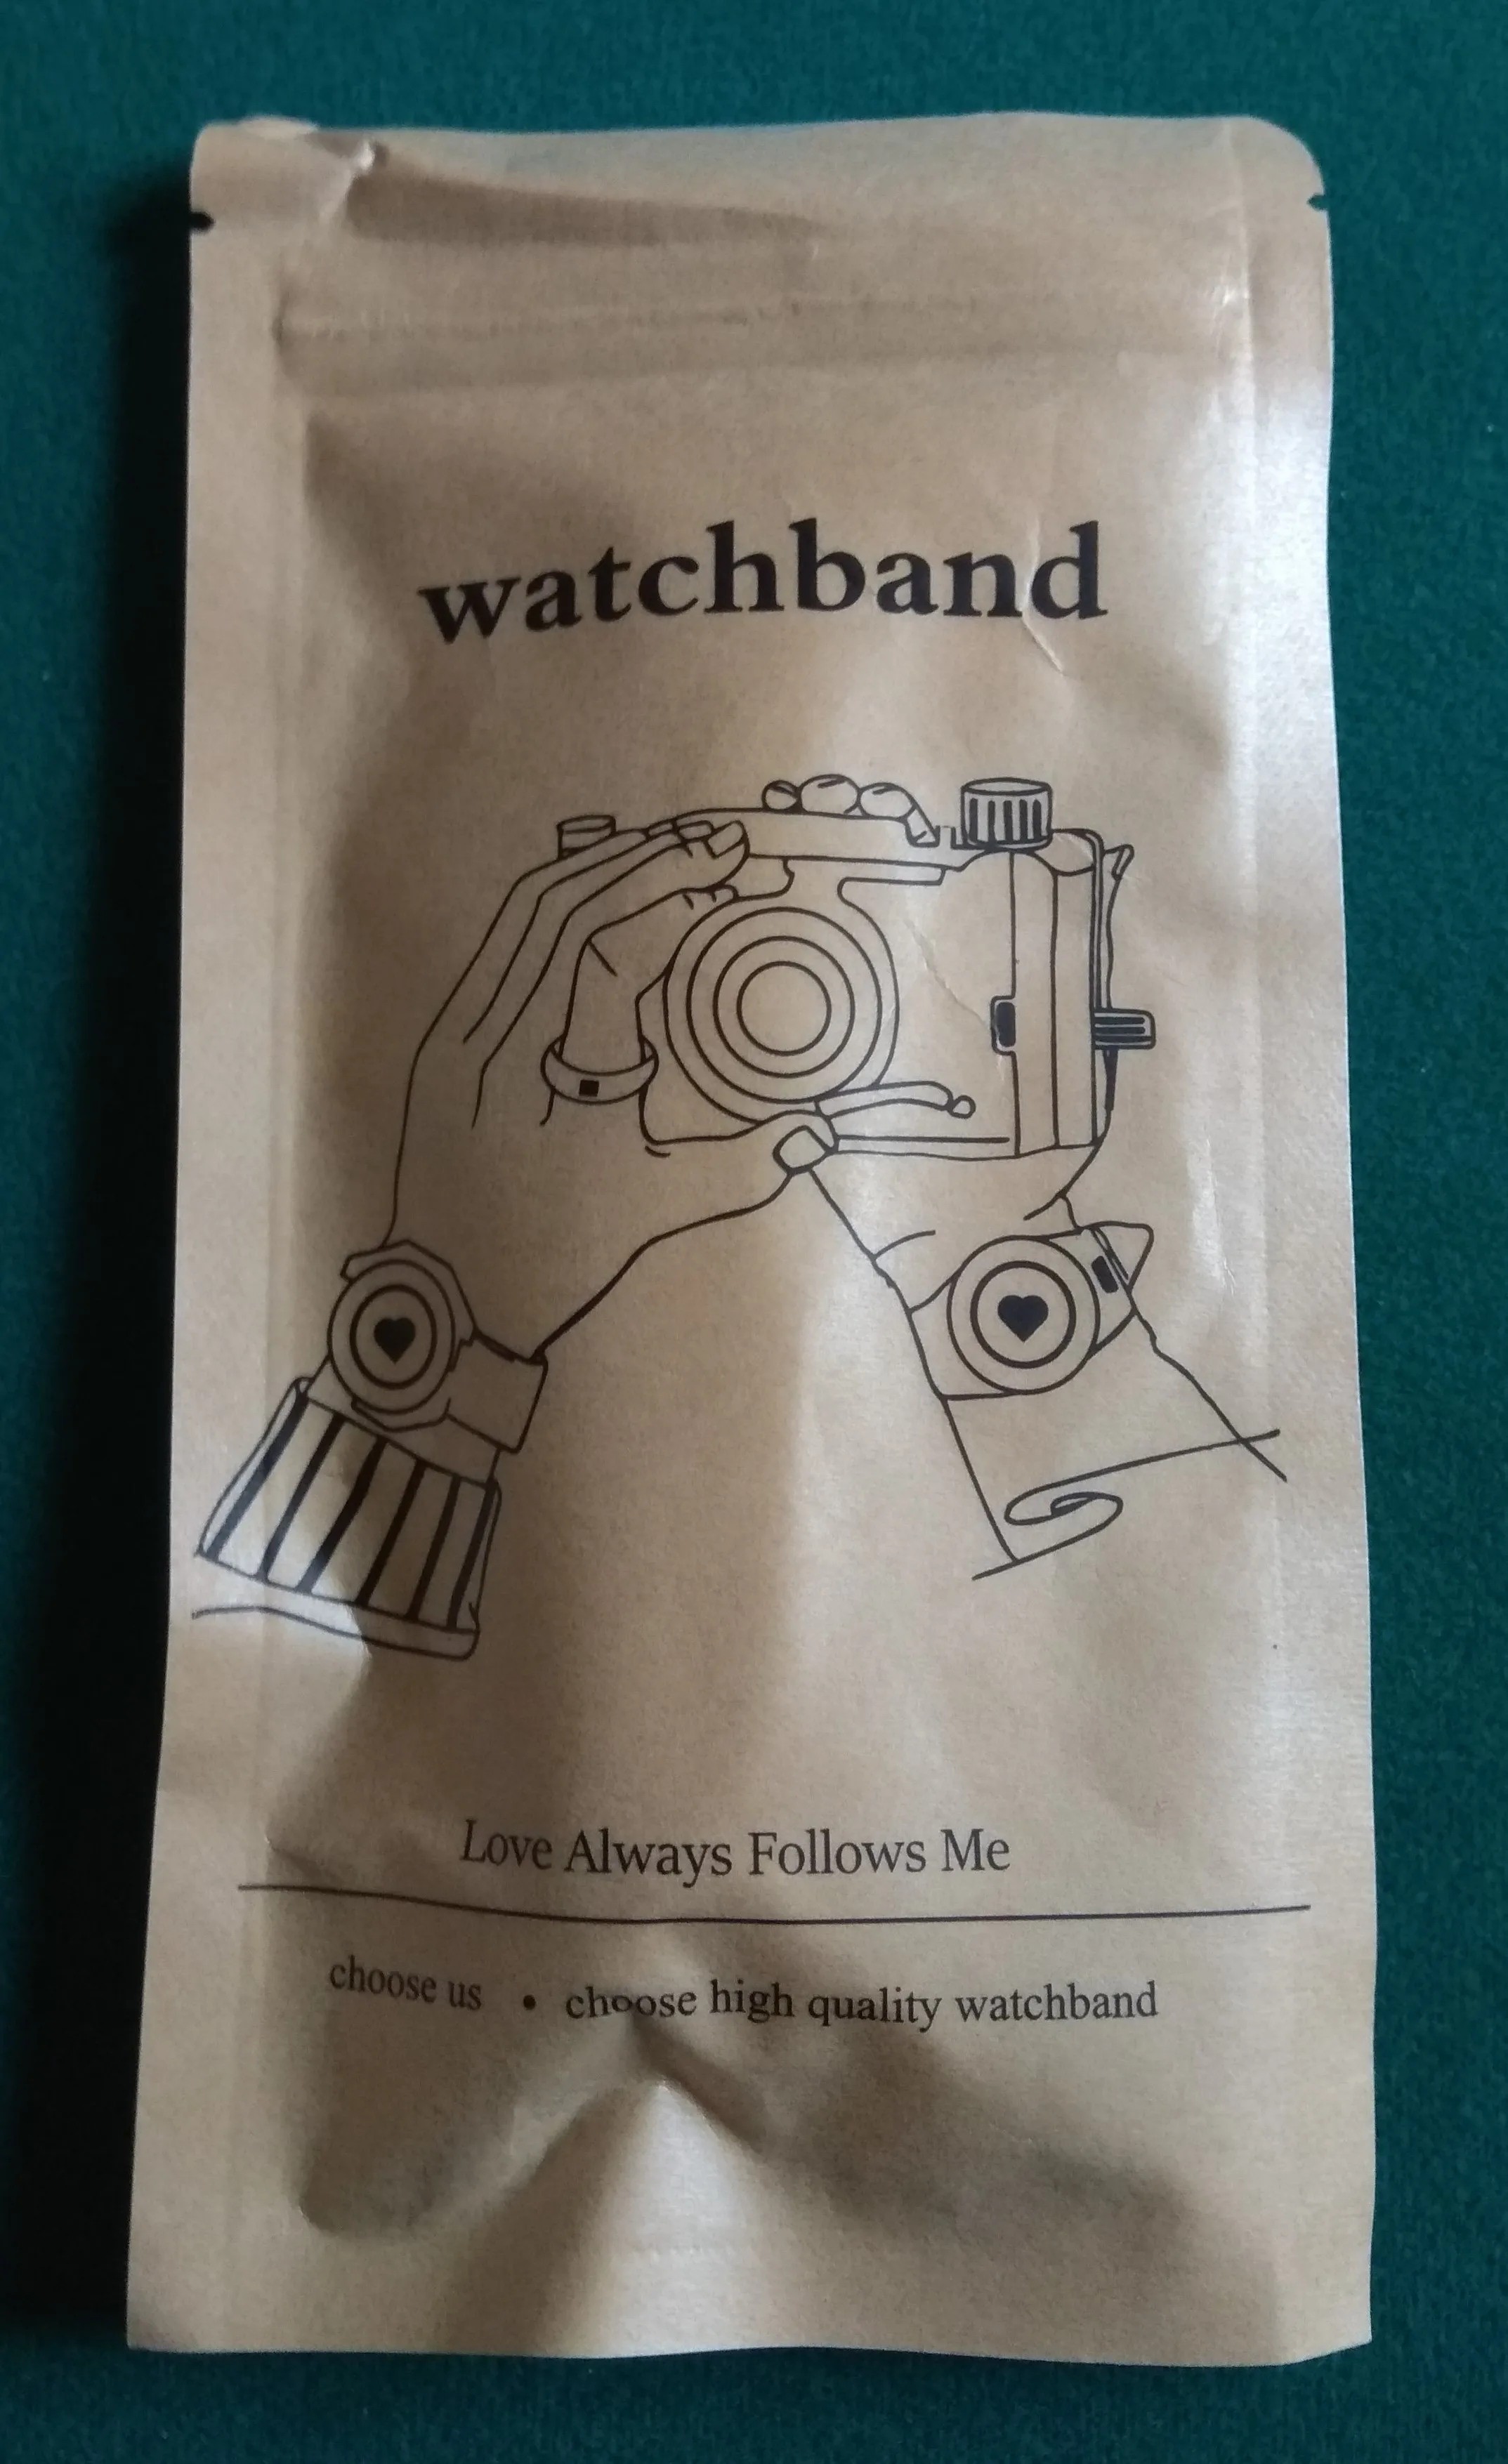 watchband
Love Always Follows Me
choose us • choose high quality watchband